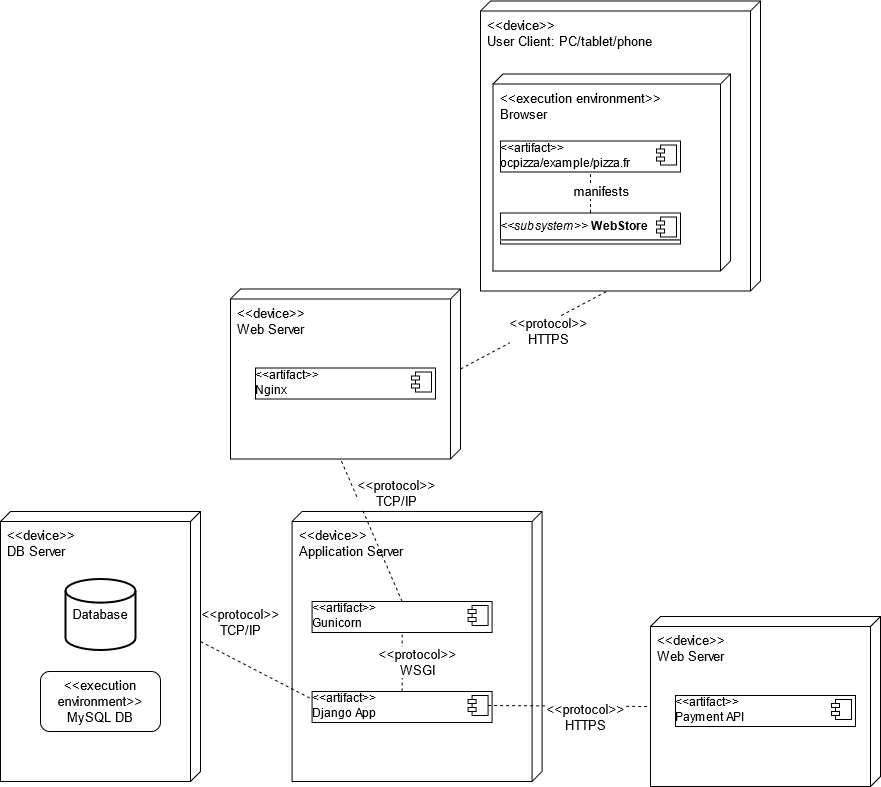 <<device>>
User Client: PC/tablet/phone
<<execution environment>>
Browser
<<artifact>>
ocpizza/example/pizza.fr
manifests
<<subsystem>> WebStore
<<protocol>>
HTTPS
<<device>>
Web Server
<<artifact>>
Nginx
<<protocol>>
TCP/IP
<<device>>
DB Server
Database
<<execution
environment>>
MySQL DB
<<protocol>>
TCP/IP
<<device>>
Application Server
<<artifact>>
Gunicorn
<<protocol>>
WSGI
<<artifact>>
Django App
<<protocol>>
HTTPS
<<device>>
Web Server
<<artifact>>
Payment API